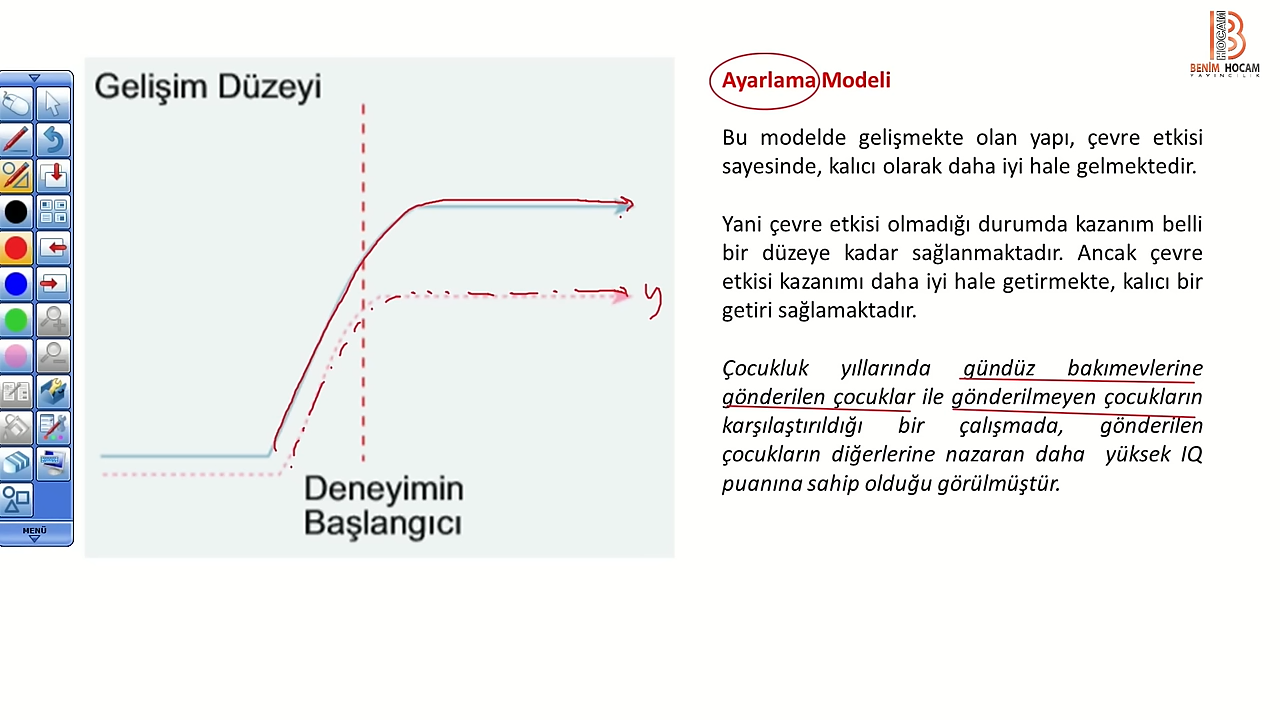 HOCAM
BENİM HOCAM
YAYINCILIK
Gelişim Düzeyi
y
Deneyimin
Başlangıcı
Ayarlama Modeli
Bu modelde gelişmekte olan yapı, çevre etkisi
sayesinde, kalıcı olarak daha iyi hale gelmektedir.
Yani çevre etkisi olmadığı durumda kazanım belli
bir düzeye kadar sağlanmaktadır. Ancak çevre
etkisi kazanımı daha iyi hale getirmekte, kalıcı bir
getiri sağlamaktadır.
Çocukluk yıllarında gündüz bakımevlerine
gönderilen çocuklar ile gönderilmeyen çocukların
karşılaştırıldığı bir çalışmada, gönderilen
çocukların diğerlerine nazaran daha yüksek IQ
puanına sahip olduğu görülmüştür.
MENÜ